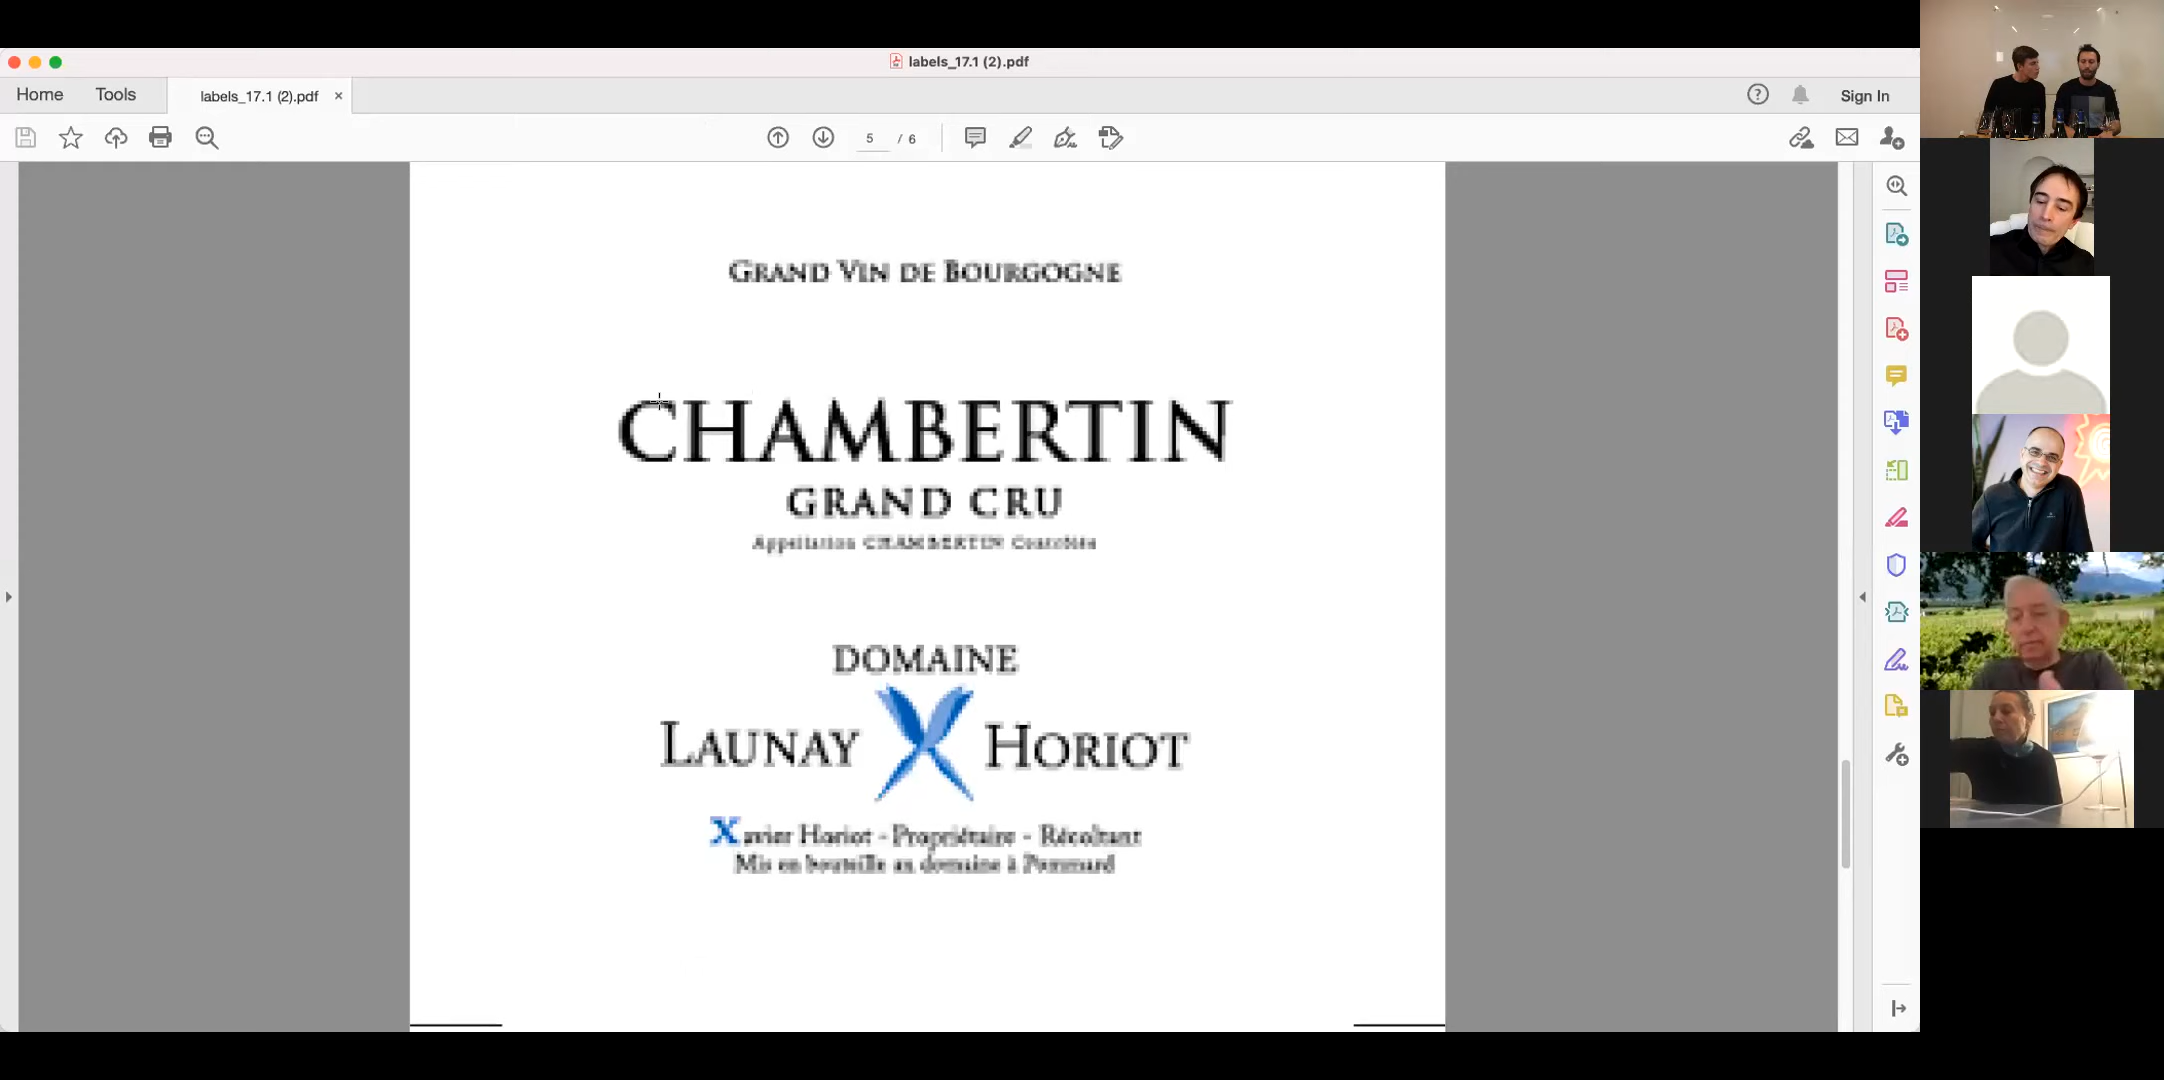 labels_17.1 (2).pdf
Home Tools labels_17.1 (2).pdf × Sign In
5 / 6
GRAND VIN DE BOURGOGNE
CHAMBERTIN
GRAND CRU
Appellation CHAMBERTIN Contrôlée
DOMAINE
LAUNAY HORIOT
Xavier Horiot - Propriétaire - Récoltant
Mis en bouteille au domaine à Pommard